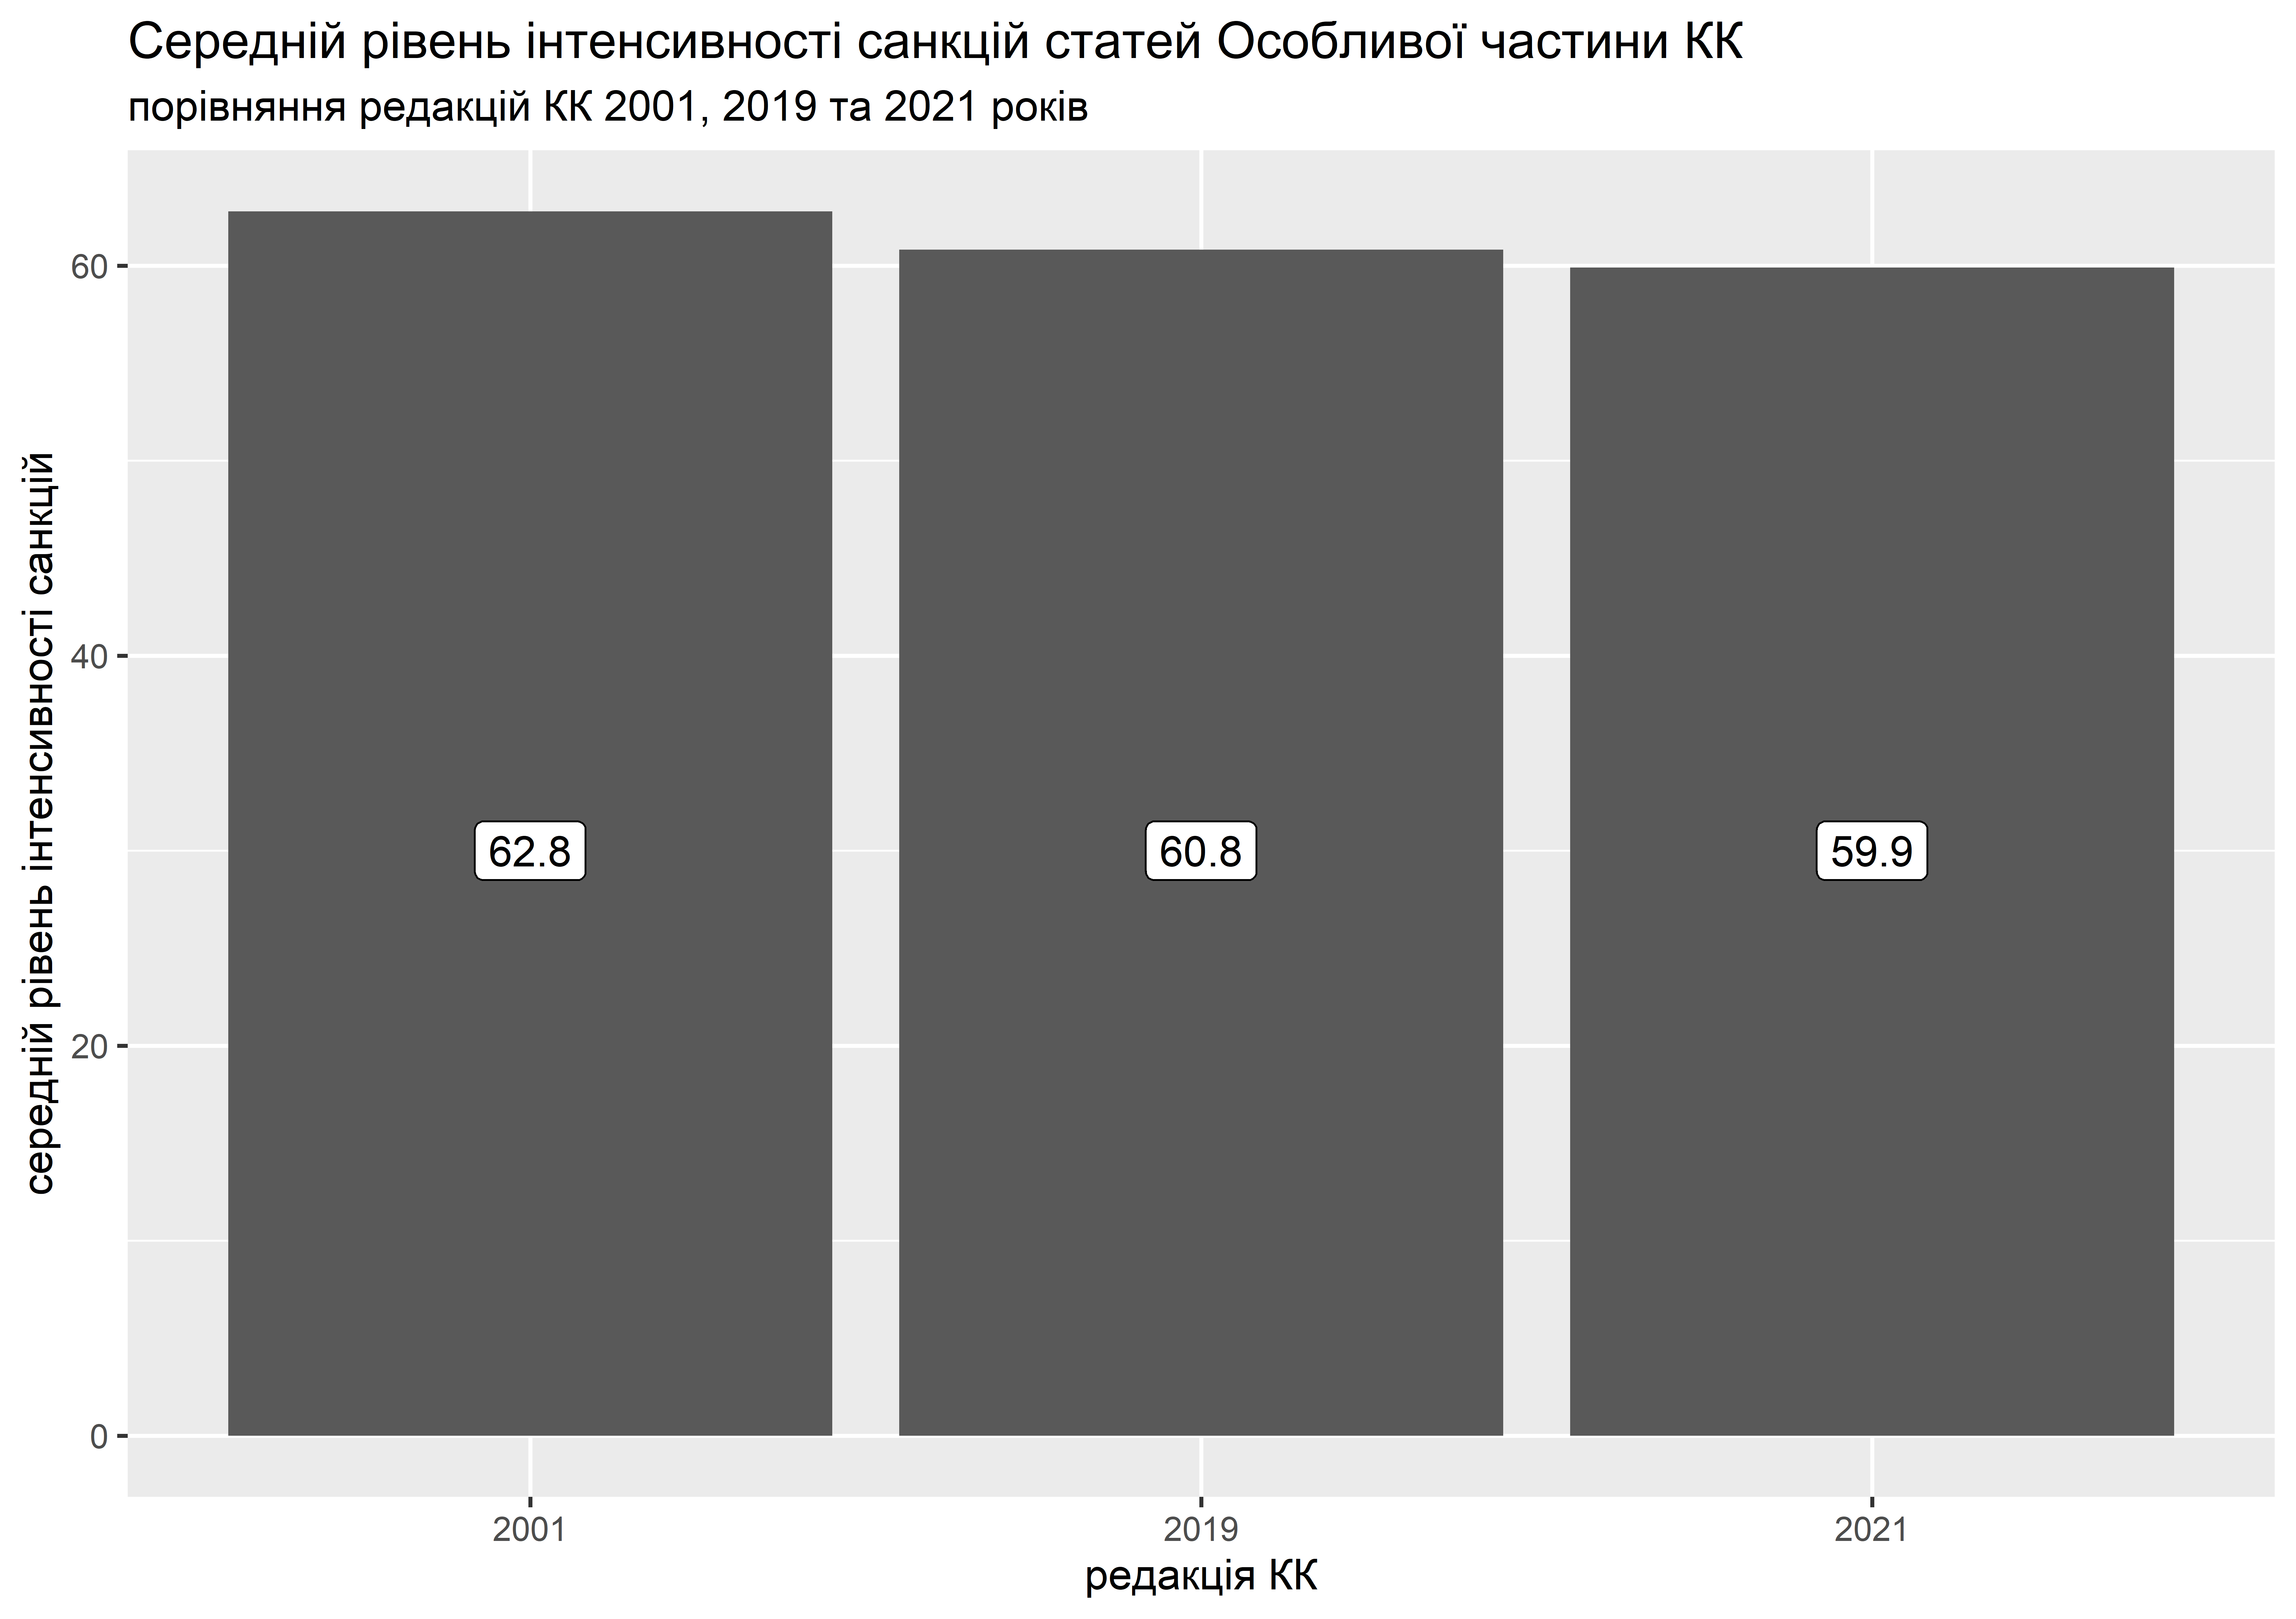 Середній рівень інтенсивності санкцій статей Особливої частини КК
порівняння редакцій КК 2001, 2019 та 2021 років
середній рівень інтенсивності санкцій
60
40
20
0
62.8
60.8
59.9
2001
2019
2021
редакція КК